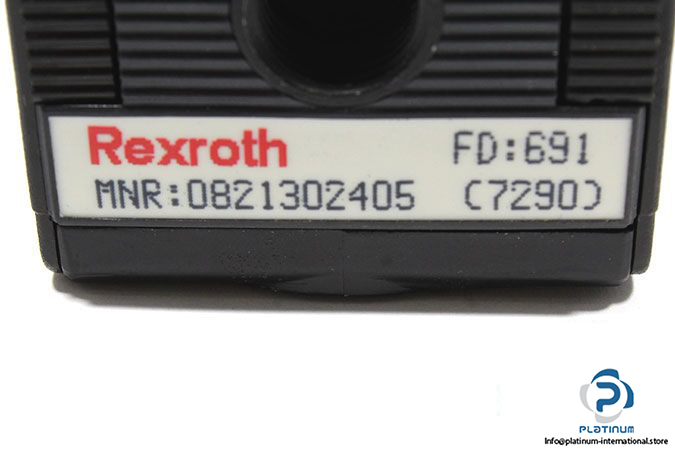 Rexroth FD:691
MNR:0821302405 (7290)
PLATINUM
Info@platinum-international.store